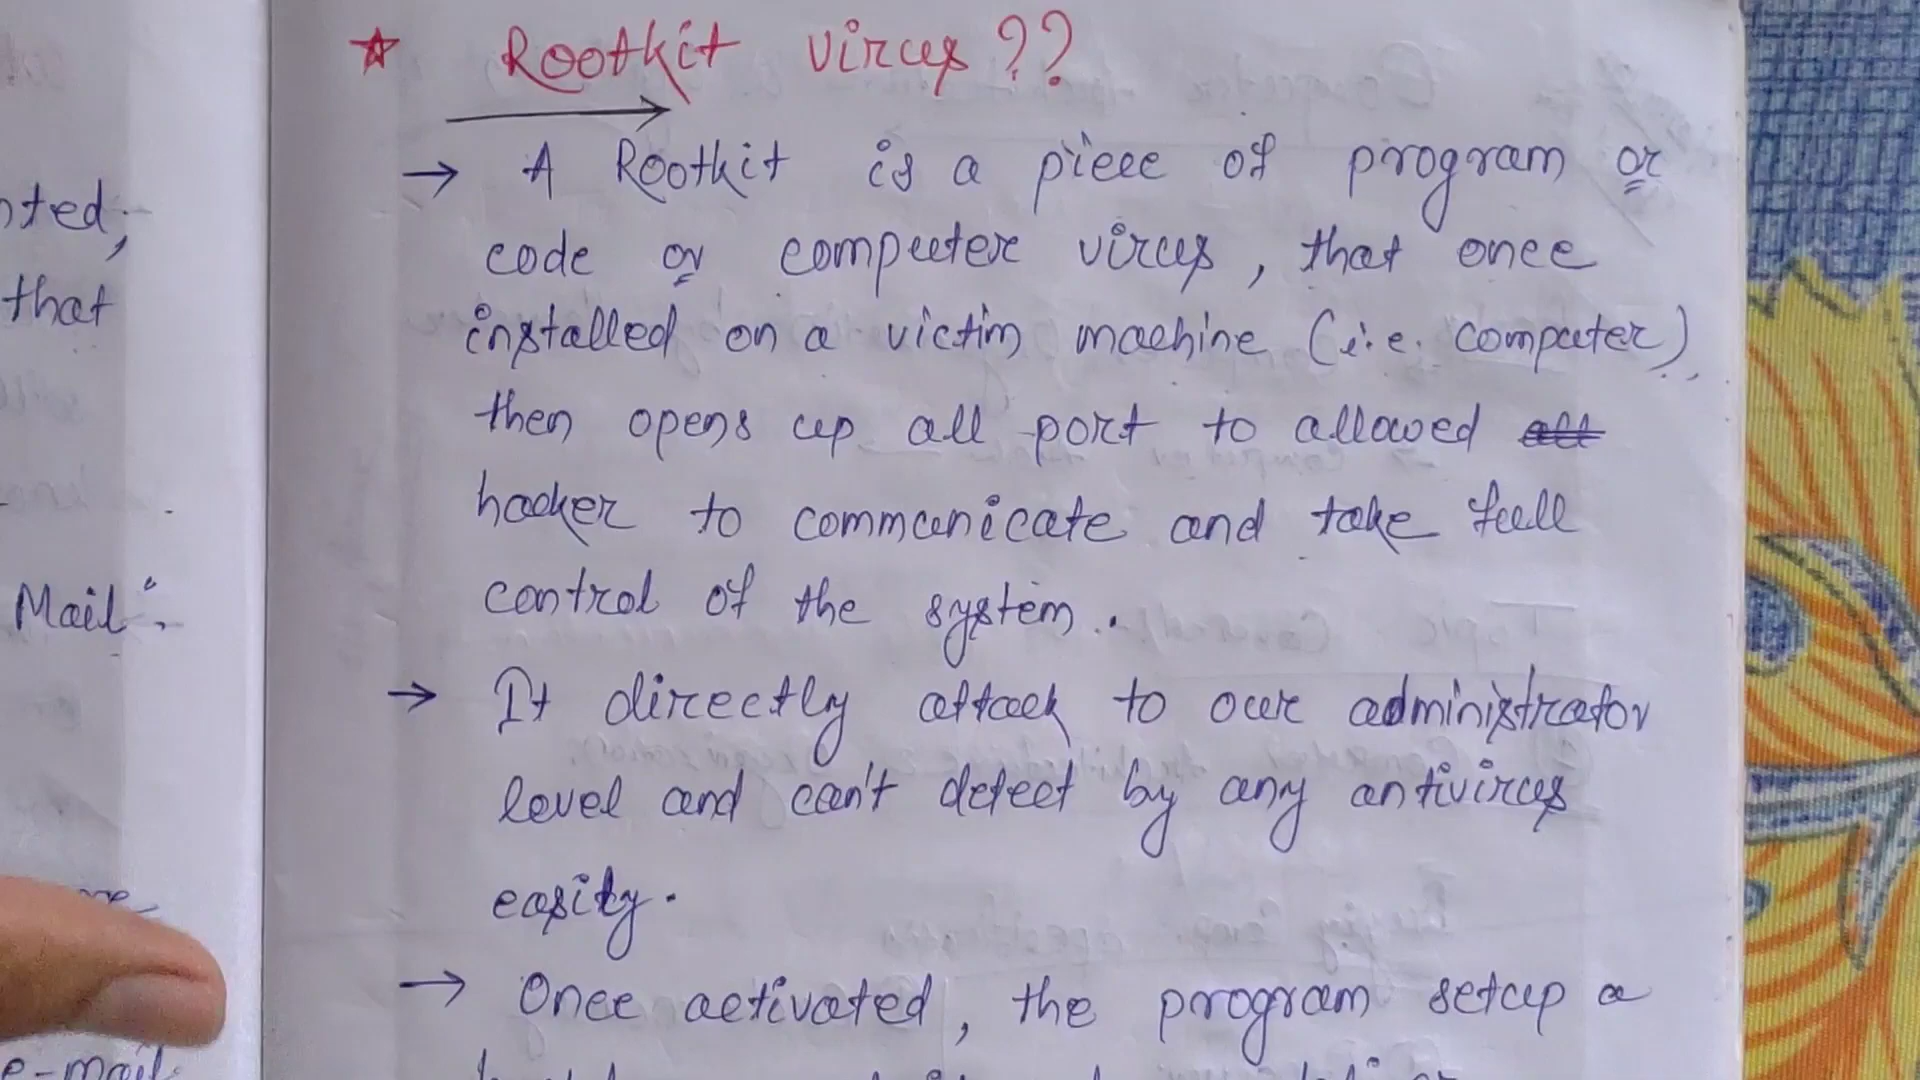 nted,
that
Mail :
e-mail
★ Rootkit virus ??
→ A Rootkit is a piece of program or
code or computer virus, that once
installed on a victim machine (i.e. computer),
then opens up all port to allowed all
hacker to communicate and take full
control of the system.
→ It directly attack to our administrator
level and can't detect by any antivirus
easity.
→ Once activated, the program setup a